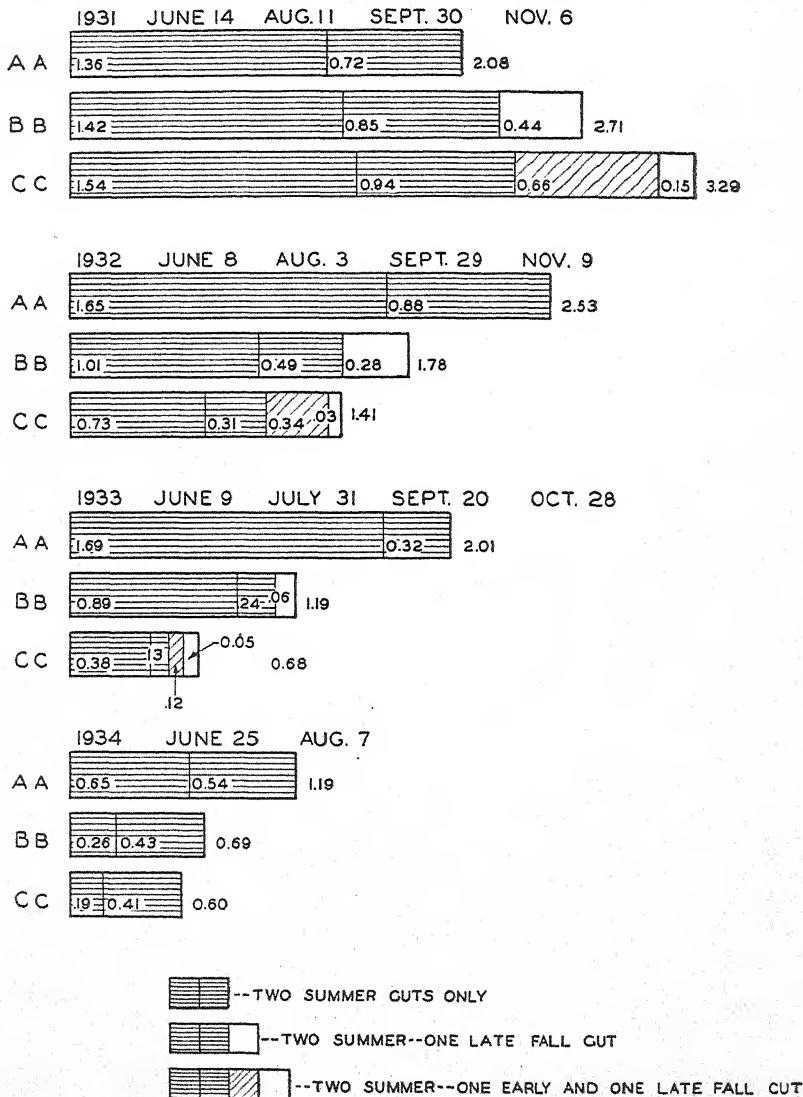 1931 JUNE 14 AUG. 11 SEPT. 30 NOV. 6
AA 1.36 0.72 2.08
BB 1.42 0.85 0.44 2.71
CC 1.54 0.94 0.66 0.15 3.29
1932 JUNE 8 AUG. 3 SEPT. 29 NOV. 9
AA 1.65 0.88 2.53
BB 1.01 0.49 0.28 1.78
CC 0.73 0.31 0.34 .03 1.41
1933 JUNE 9 JULY 31 SEPT. 20 OCT. 28
AA 1.69 0.32 2.01
BB 0.89 .24 .06 1.19
CC 0.38 .13 0.05 0.68
.12
1934 JUNE 25 AUG. 7
AA 0.65 0.54 1.19
BB 0.26 0.43 0.69
CC .19 0.41 0.60
--TWO SUMMER CUTS ONLY
--TWO SUMMER--ONE LATE FALL CUT
--TWO SUMMER--ONE EARLY AND ONE LATE FALL CUT